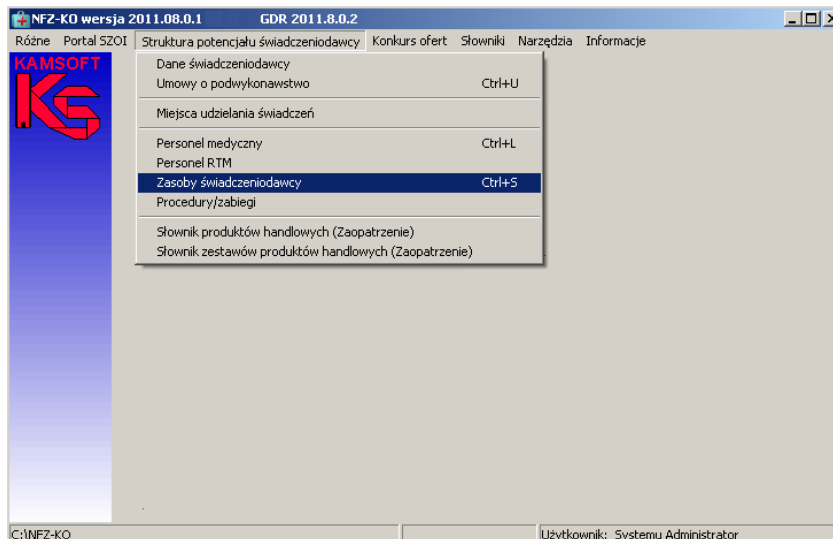 NFZ-KO wersja 2011.08.0.1 GDR 2011.8.0.2
Różne Portal SZOI Struktura potencjału świadczeniodawcy Konkurs ofert Słowniki Narzędzia Informacje
KAMSOFT
KS
Dane świadczeniodawcy
Umowy o podwykonawstwo Ctrl+U
Miejsca udzielania świadczeń
Personel medyczny Ctrl+L
Personel RTM
Zasoby świadczeniodawcy Ctrl+S
Procedury/zabiegi
Słownik produktów handlowych (Zaopatrzenie)
Słownik zestawów produktów handlowych (Zaopatrzenie)
C:\NFZ-KO Użytkownik: Systemu Administrator